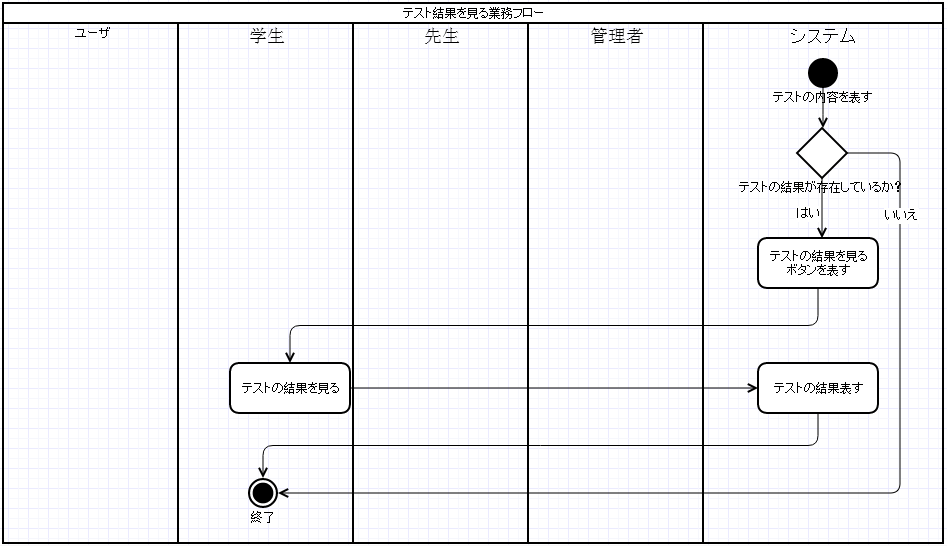 テスト結果を見る業務フロー
ユーザ
学生
先生
管理者
システム
テストの内容を表す
テストの結果が存在しているか?
はい
いいえ
テストの結果を見る
ボタンを表す
テストの結果を見る
テストの結果表す
終了